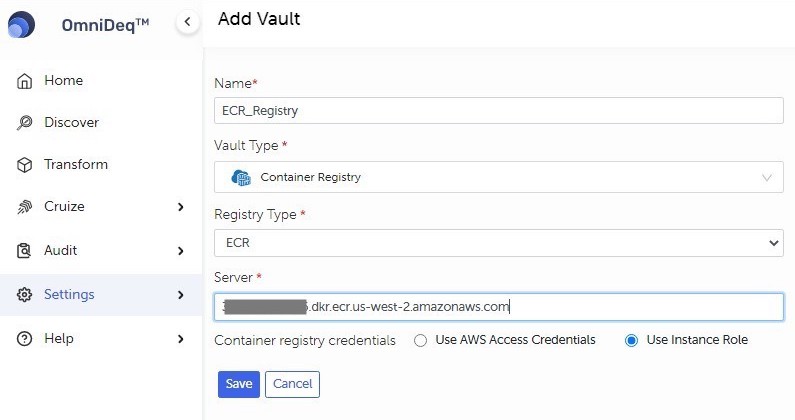 OmniDeq™
Add Vault
Home
Discover
Transform
Cruize
Audit
Settings
Help
Name*
ECR_Registry
Vault Type *
Container Registry
Registry Type *
ECR
Server *
.dkr.ecr.us-west-2.amazonaws.com
Container registry credentials Use AWS Access Credentials Use Instance Role
Save Cancel